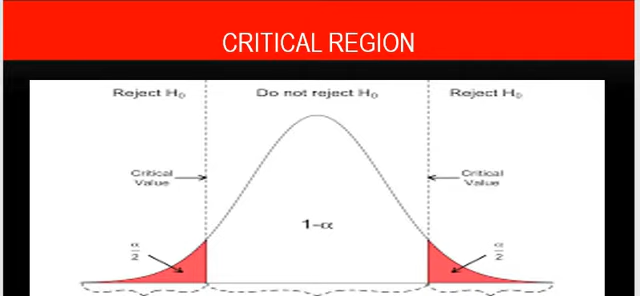 CRITICAL REGION
Reject H₀ Do not reject H₀ Reject H₀
Critical Value Critical Value
1-α
α/2 α/2